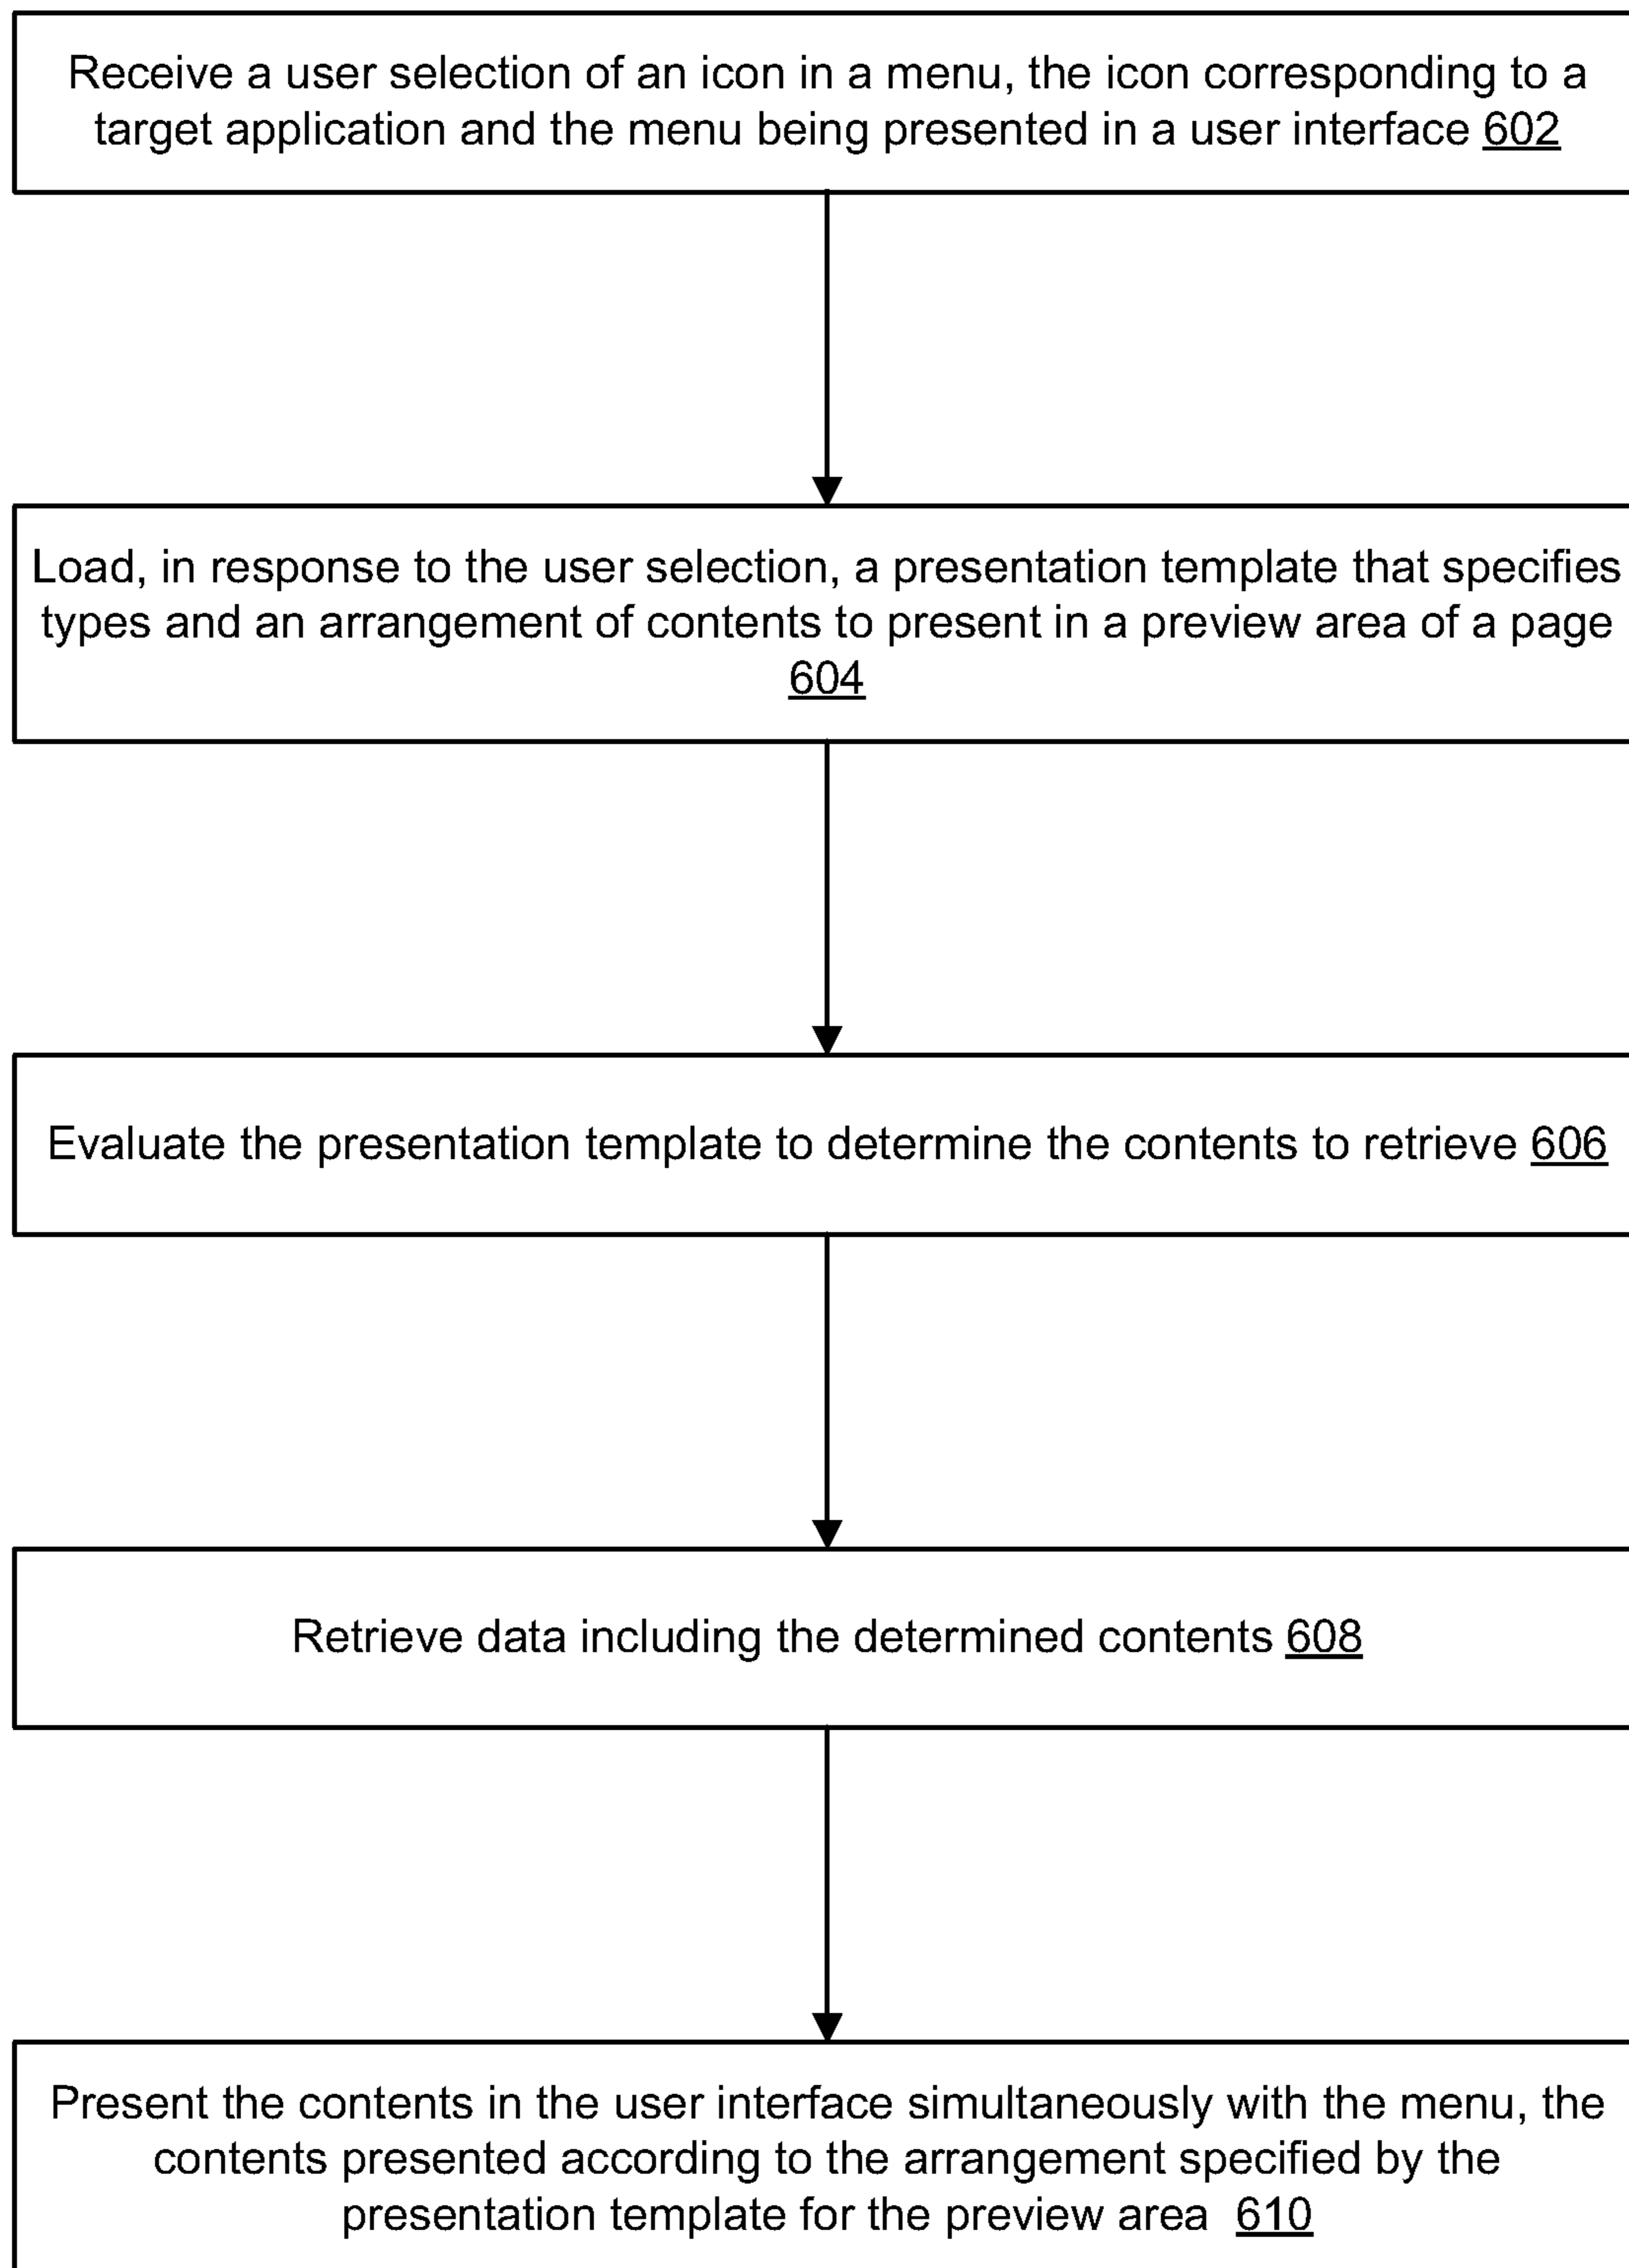 Receive a user selection of an icon in a menu, the icon corresponding to a
target application and the menu being presented in a user interface 602
Load, in response to the user selection, a presentation template that specifies
types and an arrangement of contents to present in a preview area of a page
604
Evaluate the presentation template to determine the contents to retrieve 606
Retrieve data including the determined contents 608
Present the contents in the user interface simultaneously with the menu, the
contents presented according to the arrangement specified by the
presentation template for the preview area 610